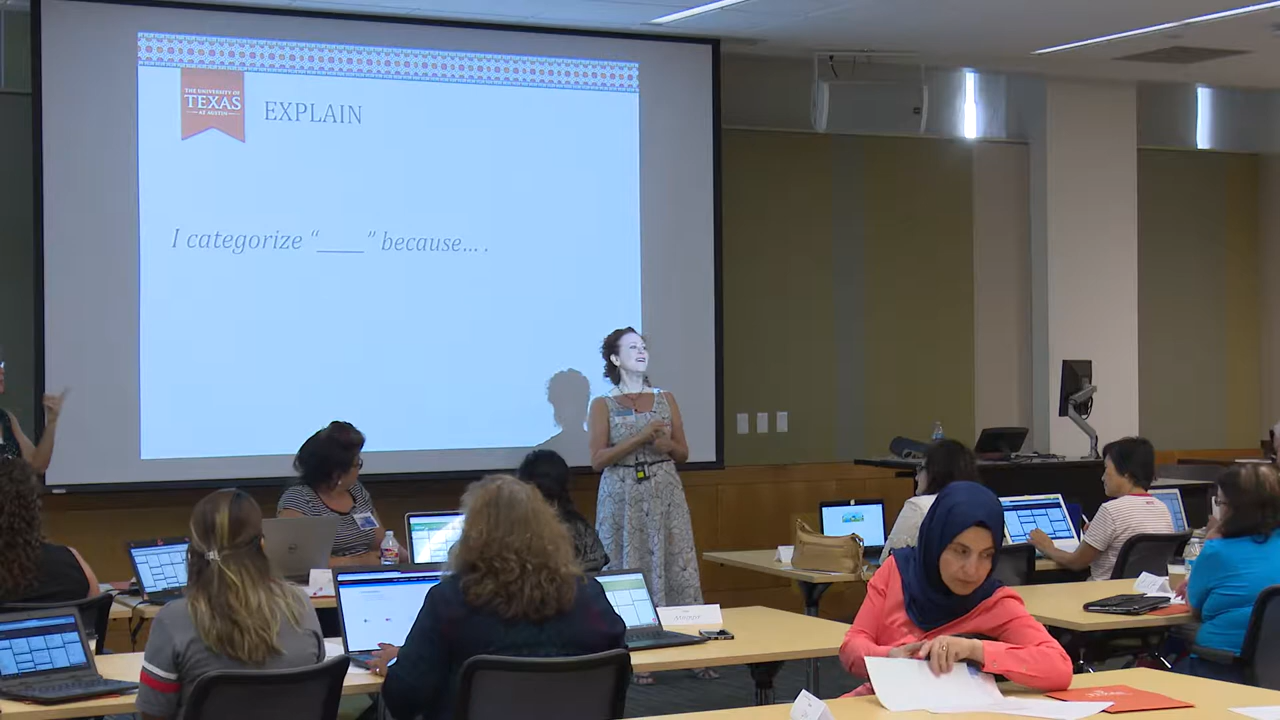 THE UNIVERSITY OF
TEXAS
AT AUSTIN
EXPLAIN
I categorize “____” because... .